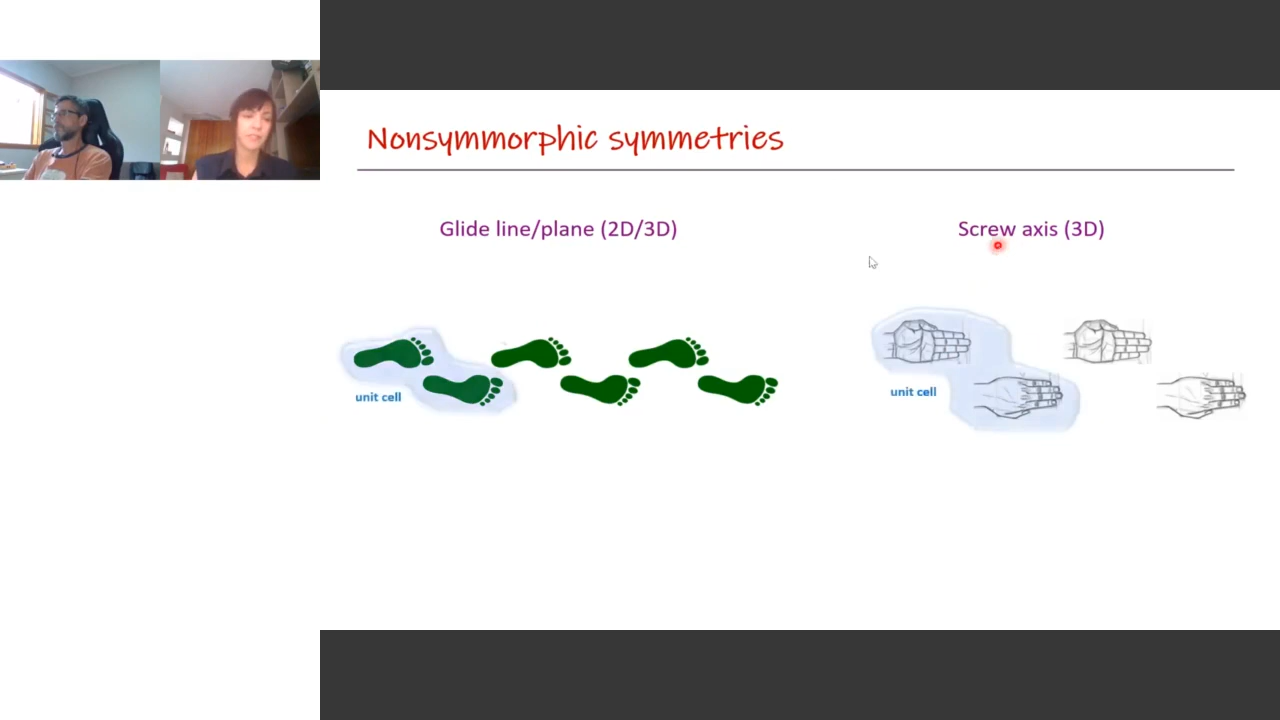 Nonsymmorphic symmetries
Glide line/plane (2D/3D)
Screw axis (3D)
unit cell
unit cell